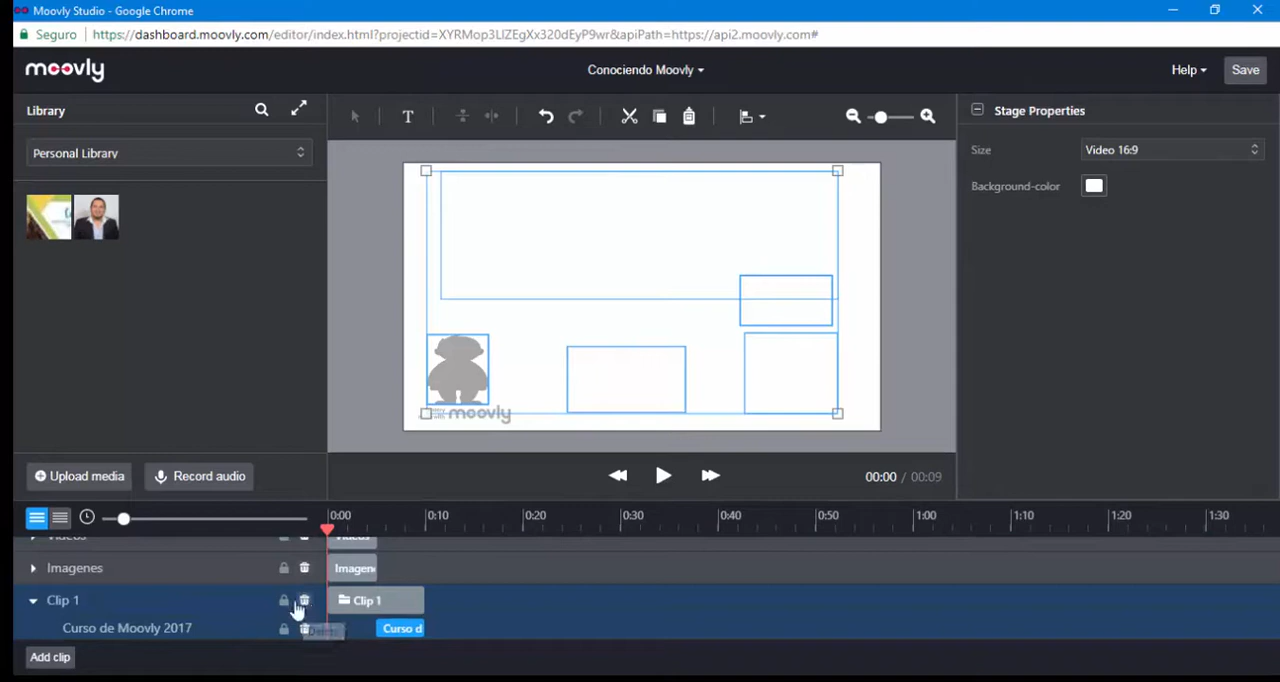 Moovly Studio - Google Chrome
Seguro https://dashboard.moovly.com/editor/index.html?projectid=XYRMop3LlZEgXx320dEyP9wr&apiPath=https://api2.moovly.com#
moovly
Conociendo Moovly
Help
Save
Library
T
Stage Properties
Personal Library
Size
Video 16:9
Background-color
moovly
Upload media
Record audio
00:00 / 00:09
0:00
0:10
0:20
0:30
0:40
0:50
1:00
1:10
1:20
1:30
Videos
Videos
Imagenes
Imagen
Clip 1
Clip 1
Curso de Moovly 2017
Curso d
Add clip